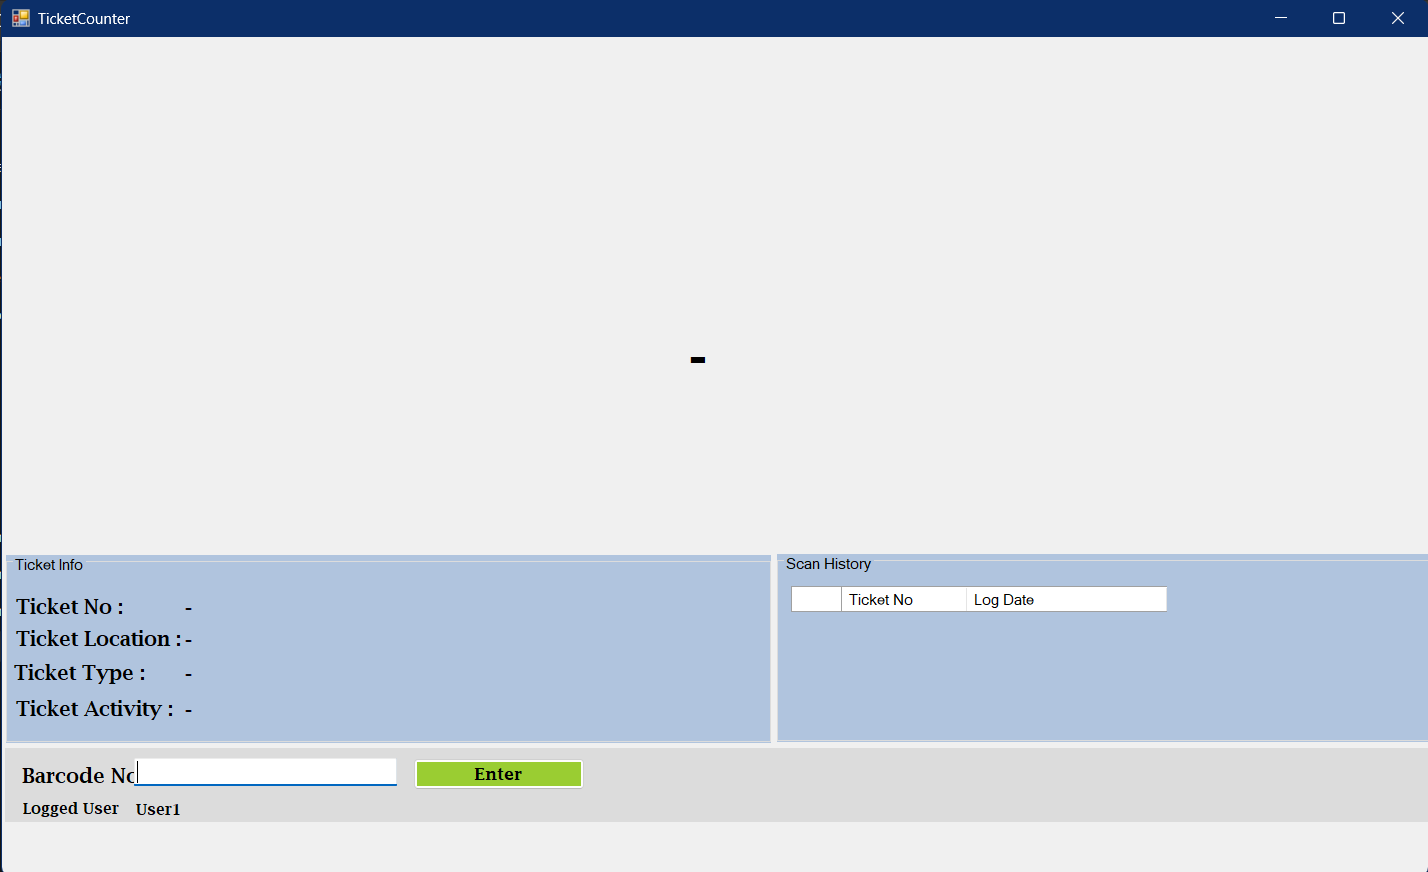 TicketCounter
-
Ticket Info
Ticket No : -
Ticket Location : -
Ticket Type : -
Ticket Activity : -
Scan History
Ticket No Log Date
Barcode No
Enter
Logged User User1